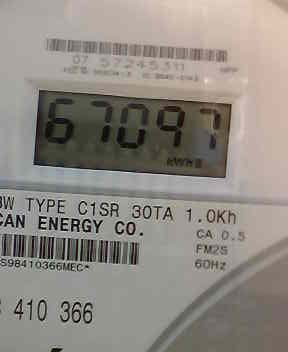 07 57245311
67097
kWh
3W TYPE C1SR 30TA 1.0Kh
CAN ENERGY CO.
CA 0.5
FM2S
60Hz
S98410366MEC*
410 366